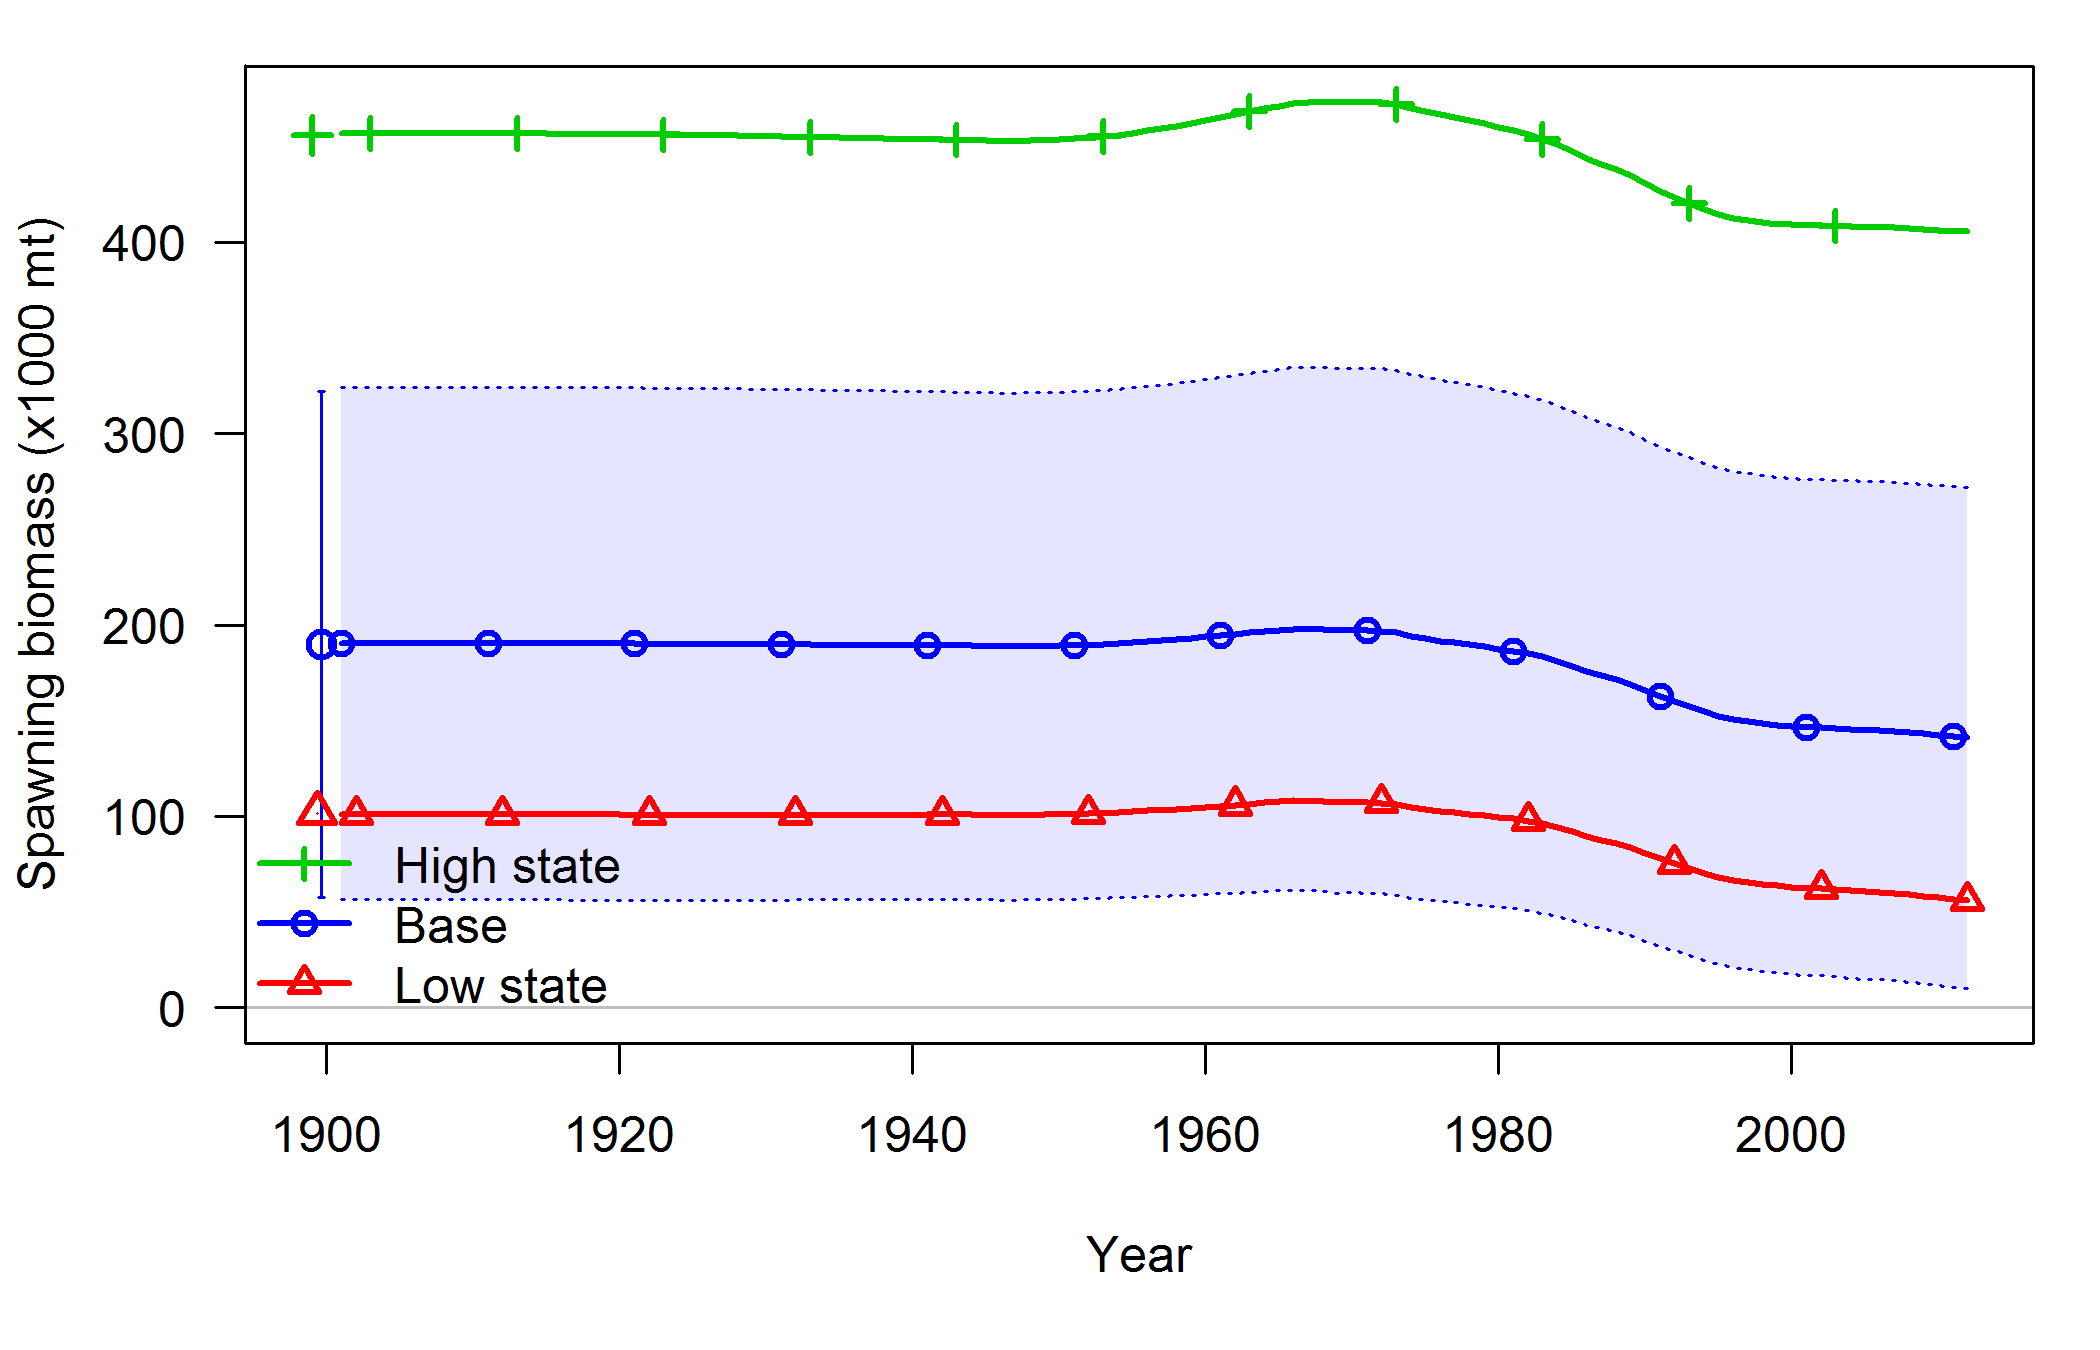 Spawning biomass (x1000 mt)
400
300
200
100
0
High state
Base
Low state
1900 1920 1940 1960 1980 2000
Year